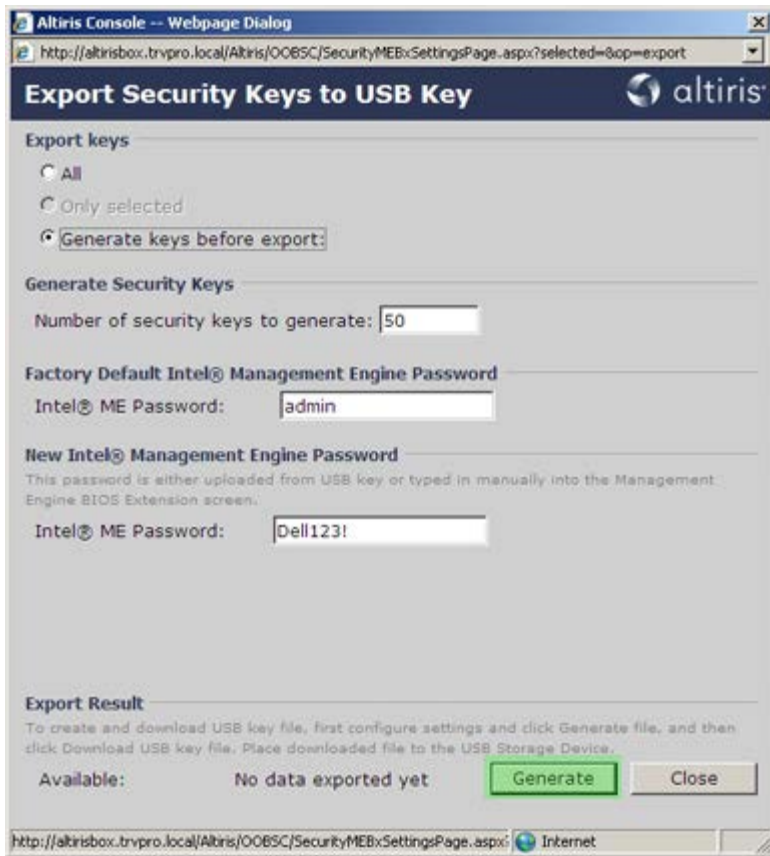 Altiris Console -- Webpage Dialog
http://altirisbox.trvpro.local/Altiris/OOBSC/SecurityMEBxSettingsPage.aspx?selected=&op=export
Export Security Keys to USB Key
altiris
Export keys
All
Only selected
Generate keys before export:
Generate Security Keys
Number of security keys to generate: 50
Factory Default Intel® Management Engine Password
Intel® ME Password: admin
New Intel® Management Engine Password
This password is either uploaded from USB key or typed in manually into the Management
Engine BIOS Extension screen.
Intel® ME Password: Dell123!
Export Result
To create and download USB key file, first configure settings and click Generate file, and then
click Download USB key file. Place downloaded file to the USB Storage Device.
Available: No data exported yet Generate Close
http://altirisbox.trvpro.local/Altiris/OOBSC/SecurityMEBxSettingsPage.aspx? Internet